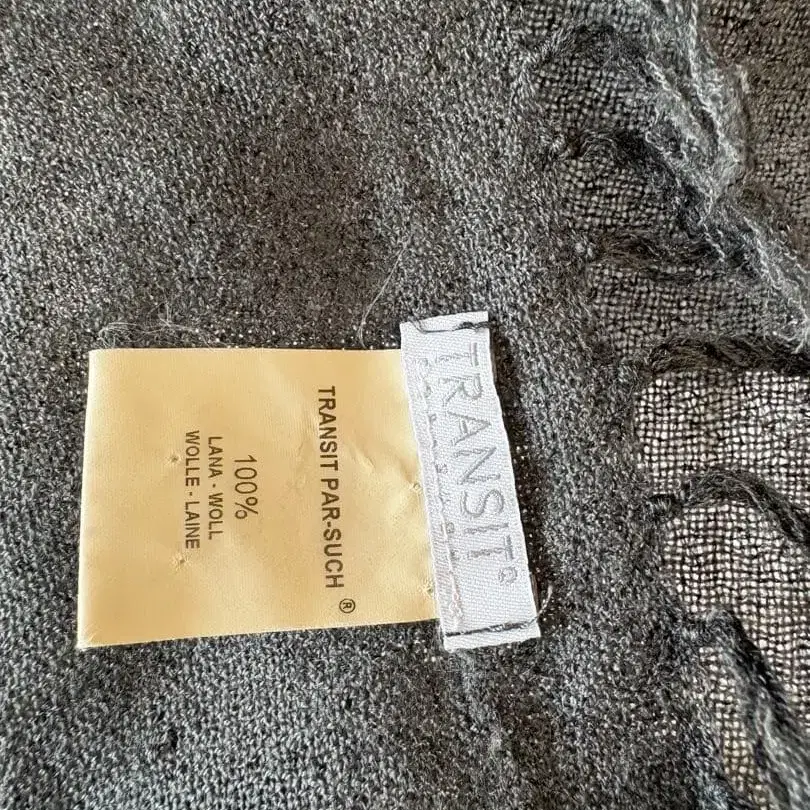 TRANSIT®
TRANSIT PAR-SUCH ®
100%
LANA - WOLL
WOLLE - LAINE